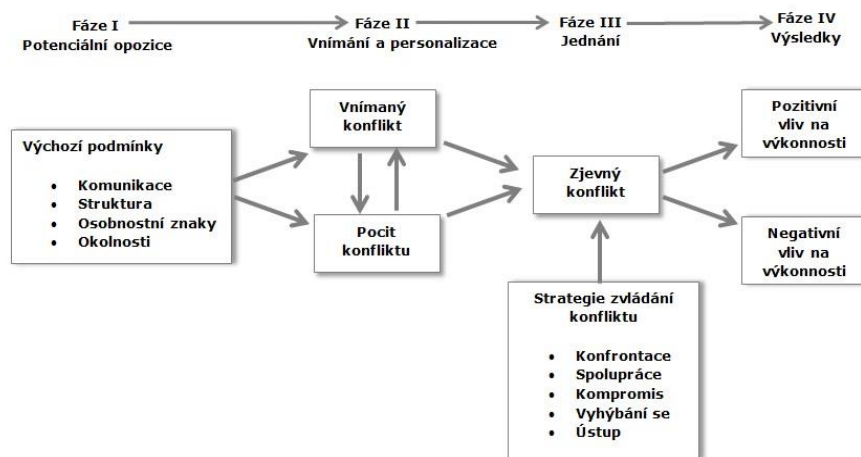 Fáze I
Potenciální opozice
Fáze II
Vnímání a personalizace
Fáze III
Jednání
Fáze IV
Výsledky
Výchozí podmínky
• Komunikace
• Struktura
• Osobnostní znaky
• Okolnosti
Vnímaný
konflikt
Pocit
konfliktu
Zjevný
konflikt
Strategie zvládání
konfliktu
• Konfrontace
• Spolupráce
• Kompromis
• Vyhýbání se
• Ústup
Pozitivní
vliv na
výkonnosti
Negativní
vliv na
výkonnosti